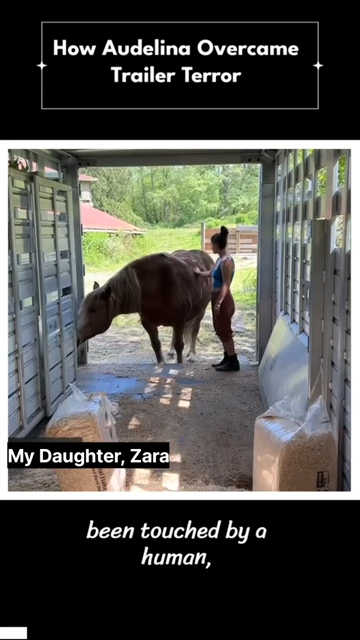 How Audelina Overcame
Trailer Terror
My Daughter, Zara
been touched by a
human,